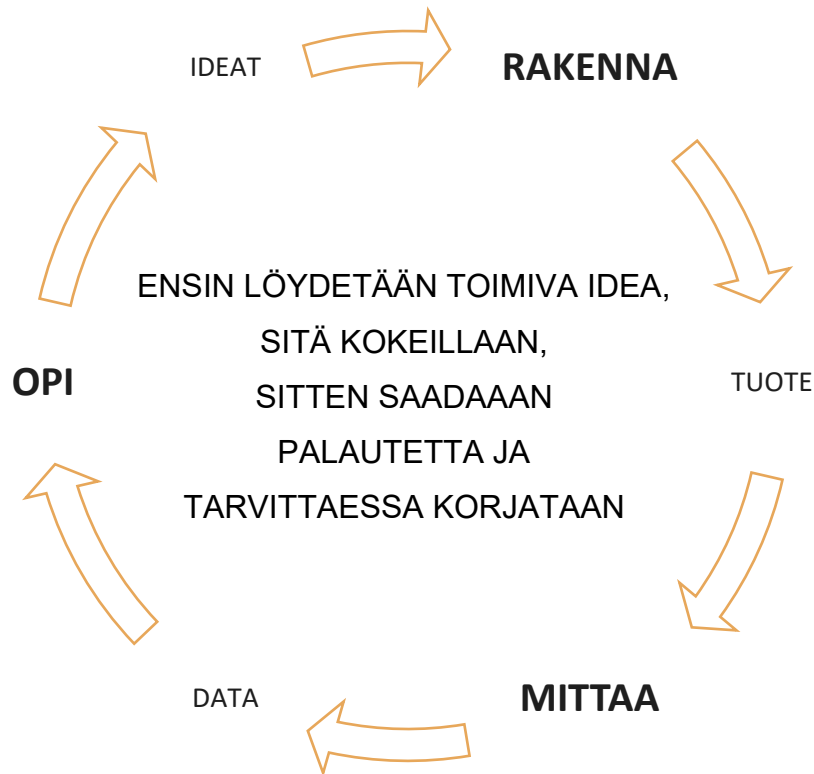 IDEAT
RAKENNA
ENSIN LÖYDETÄÄN TOIMIVA IDEA,
SITÄ KOKEILLAAN,
OPI
SITTEN SAADAAAN
TUOTE
PALAUTETTA JA
TARVITTAESSA KORJATAAN
DATA
MITTAA